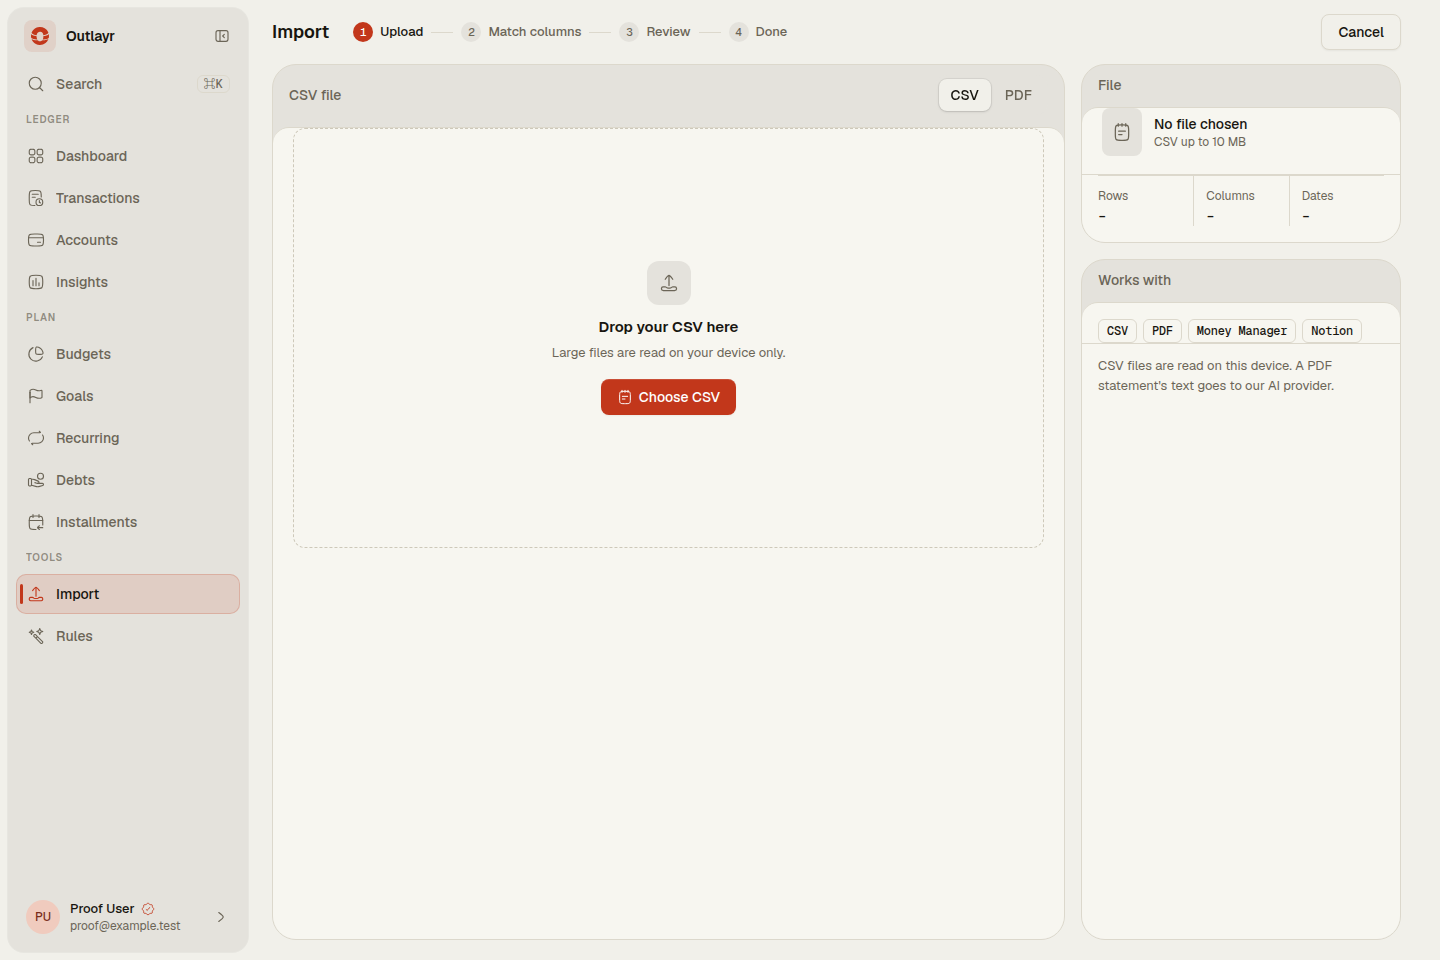 Outlayr
Search ⌘K
LEDGER
Dashboard
Transactions
Accounts
Insights
PLAN
Budgets
Goals
Recurring
Debts
Installments
TOOLS
Import
Rules
PU
Proof User
proof@example.test
Import
1 Upload
2 Match columns
3 Review
4 Done
Cancel
CSV file
CSV PDF
Drop your CSV here
Large files are read on your device only.
Choose CSV
File
No file chosen
CSV up to 10 MB
Rows Columns Dates
– – –
Works with
CSV PDF Money Manager Notion
CSV files are read on this device. A PDF
statement's text goes to our AI provider.